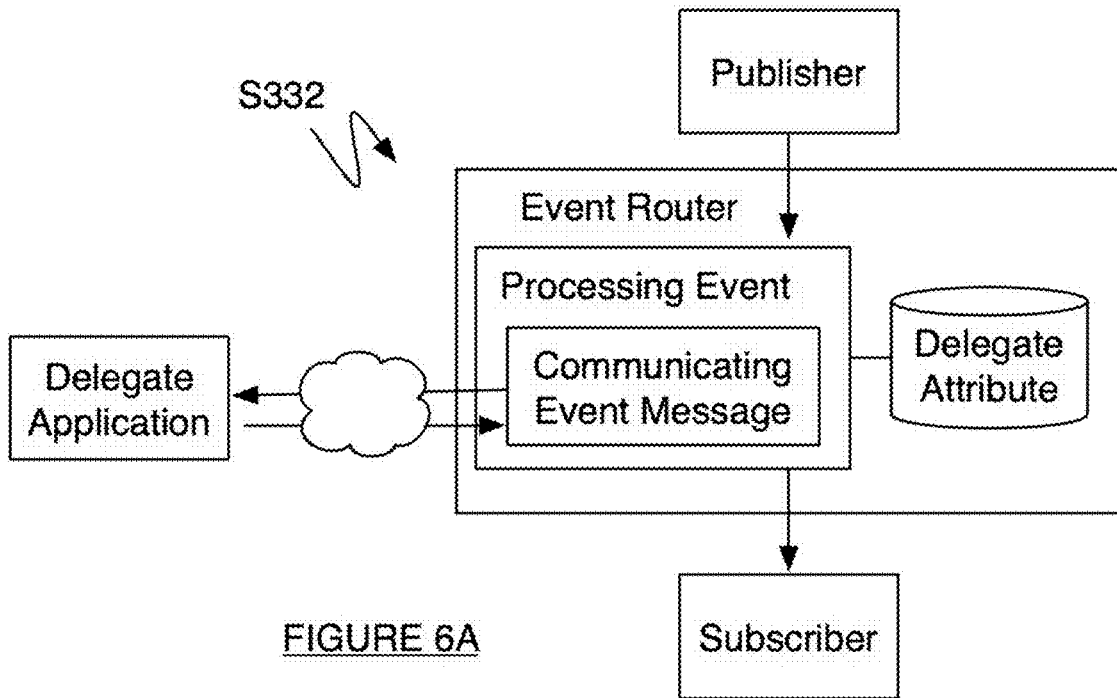 Publisher
S332
Event Router
Processing Event
Communicating
Event Message
Delegate
Attribute
Delegate
Application
Subscriber
FIGURE 6A